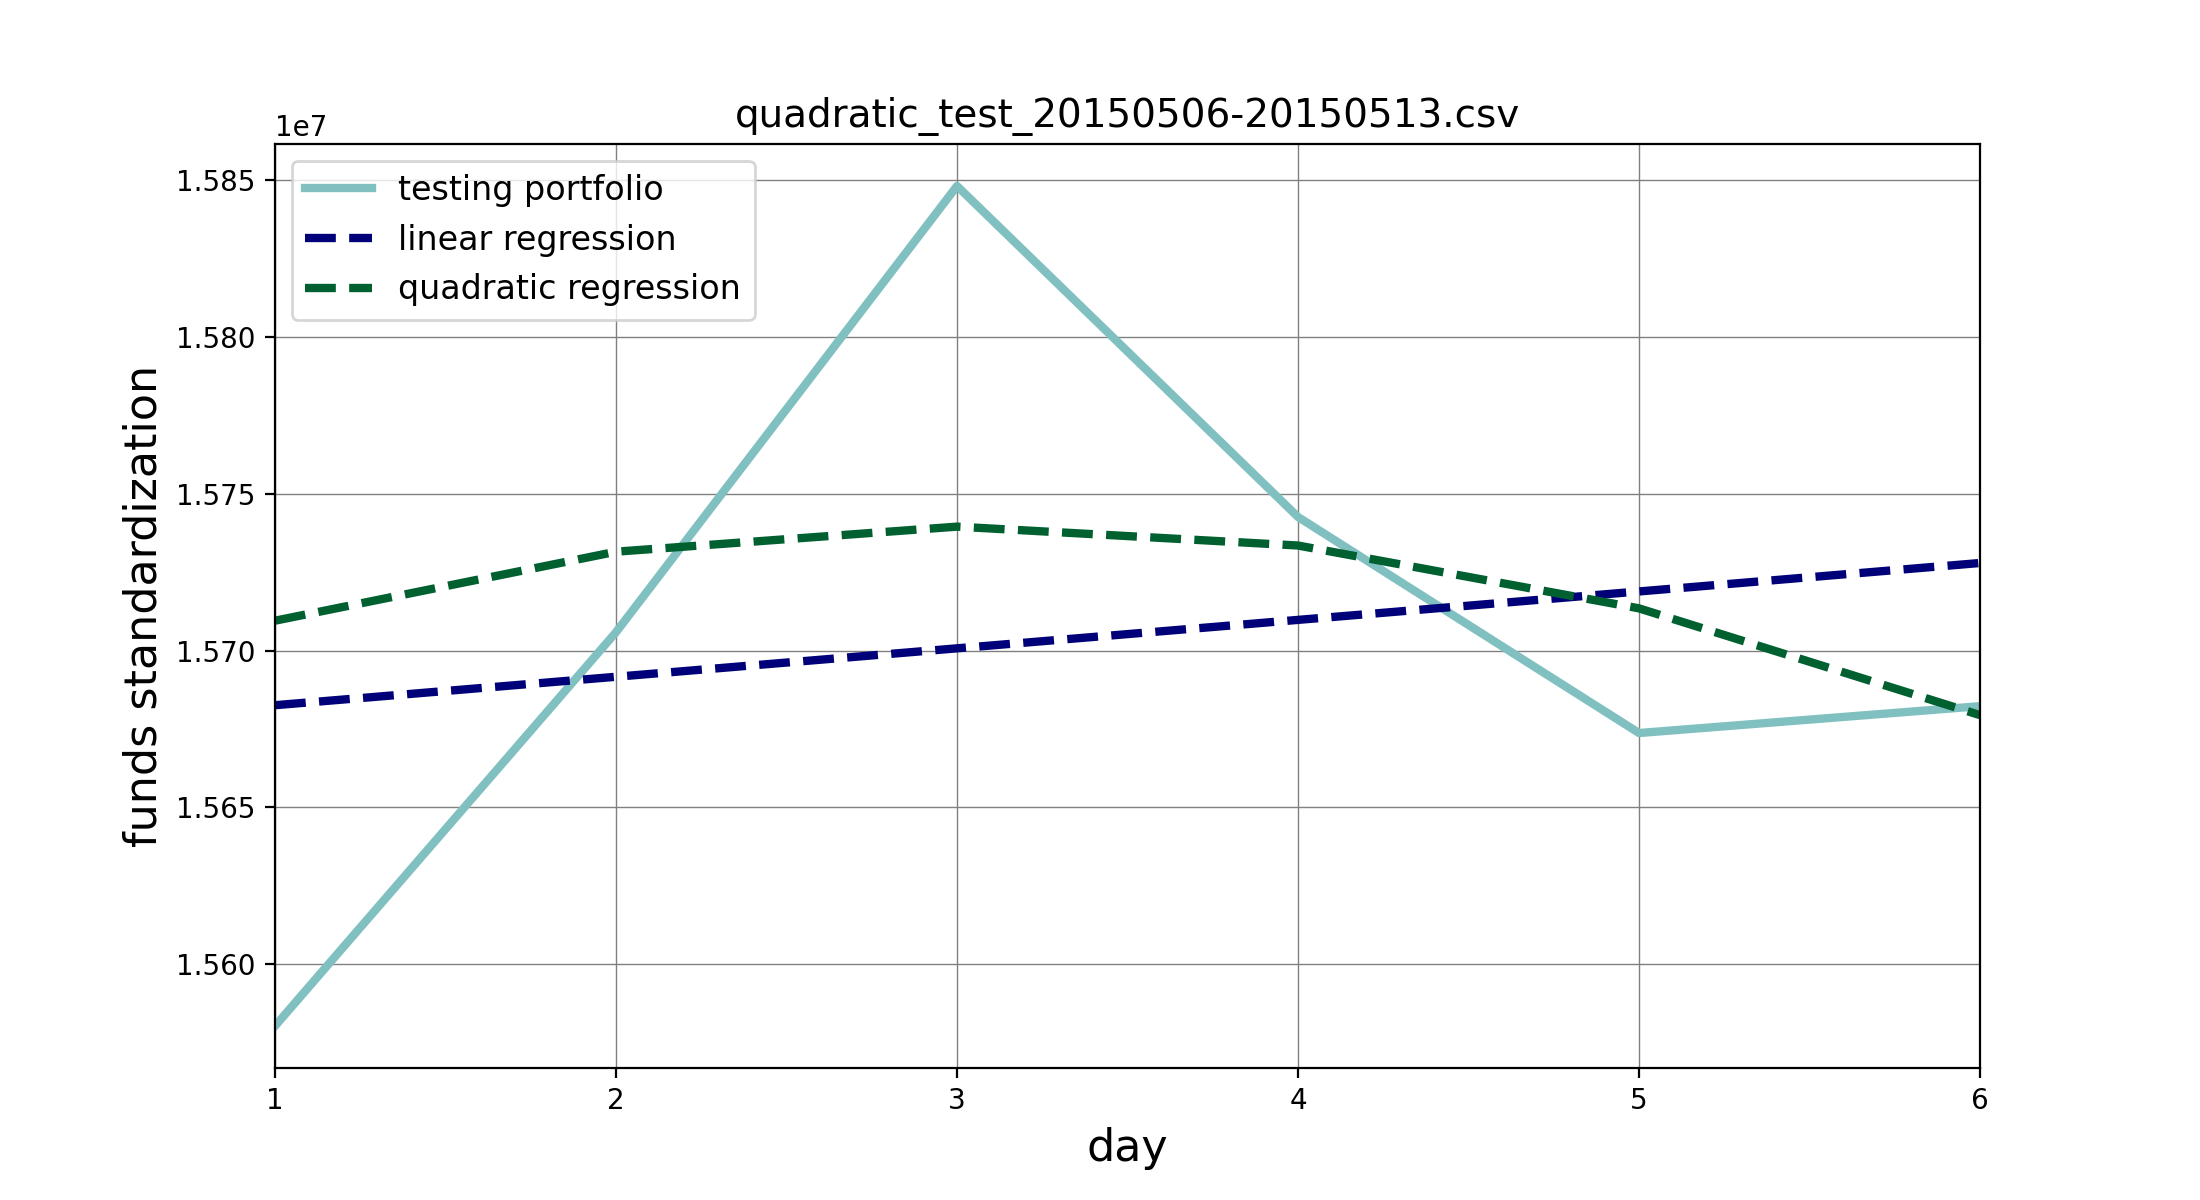 quadratic_test_20150506-20150513.csv
1e7
testing portfolio
linear regression
quadratic regression
1.585
1.580
1.575
1.570
1.565
1.560
funds standardization
1 2 3 4 5 6
day